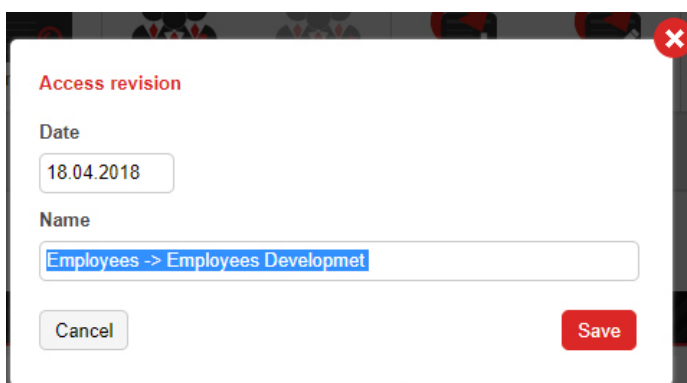 Access revision
Date
18.04.2018
Name
Employees -> Employees Developmet
Cancel
Save